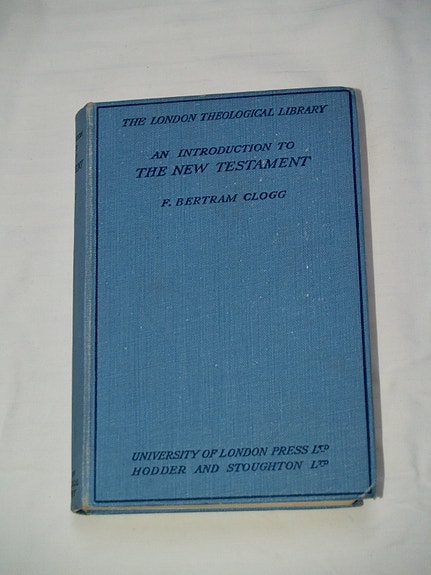 THE LONDON THEOLOGICAL LIBRARY
AN INTRODUCTION TO
THE NEW TESTAMENT
F. BERTRAM CLOGG
UNIVERSITY OF LONDON PRESS LTD
HODDER AND STOUGHTON LTD